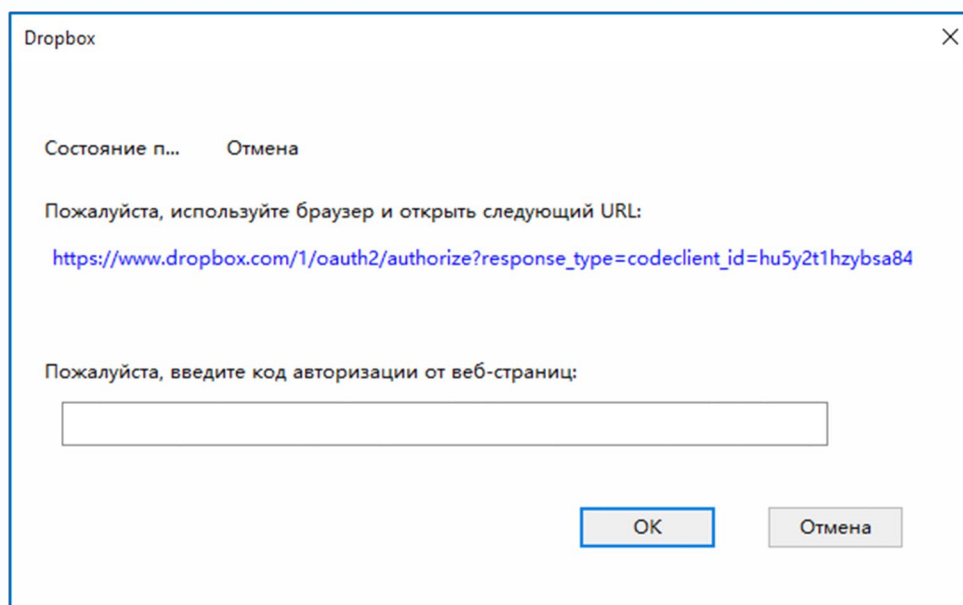 Dropbox
Состояние п... Отмена
Пожалуйста, используйте браузер и открыть следующий URL:
https://www.dropbox.com/1/oauth2/authorize?response_type=codeclient_id=hu5y2t1hzybsa84
Пожалуйста, введите код авторизации от веб-страниц:
OK Отмена